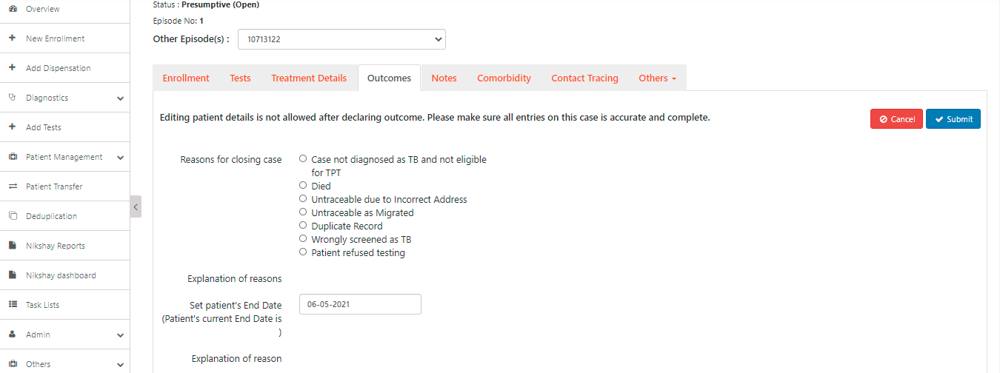 Overview
New Enrollment
Add Dispensation
Diagnostics
Add Tests
Patient Management
Patient Transfer
Deduplication
Nikshay Reports
Nikshay dashboard
Task Lists
Admin
Others
Status : Presumptive (Open)
Episode No: 1
Other Episode(s) : 10713122
Enrollment Tests Treatment Details Outcomes Notes Comorbidity Contact Tracing Others
Editing patient details is not allowed after declaring outcome. Please make sure all entries on this case is accurate and complete. Cancel Submit
Reasons for closing case Case not diagnosed as TB and not eligible
for TPT
Died
Untraceable due to Incorrect Address
Untraceable as Migrated
Duplicate Record
Wrongly screened as TB
Patient refused testing
Explanation of reasons
Set patient's End Date 06-05-2021
(Patient's current End Date is
)
Explanation of reason